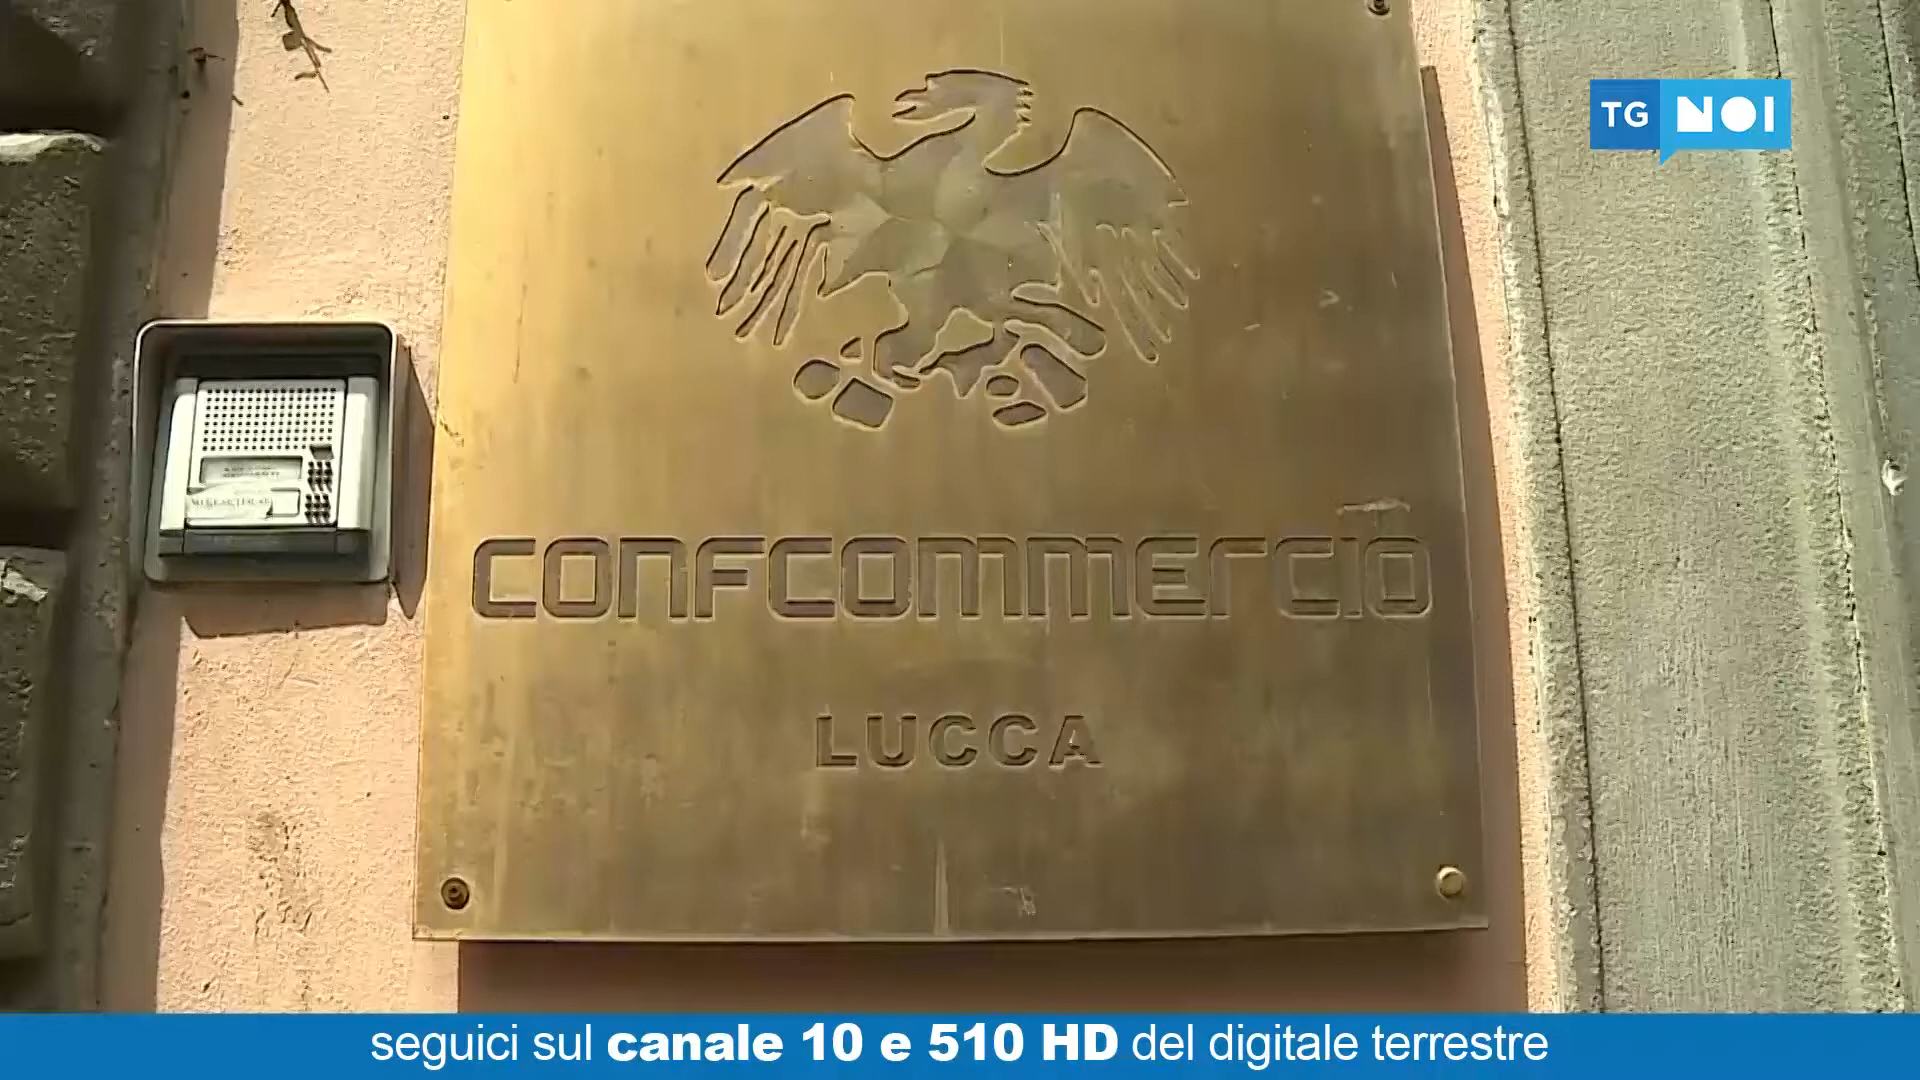 TG NOI
CONFCOMMERCIO
LUCCA
seguici sul canale 10 e 510 HD del digitale terrestre